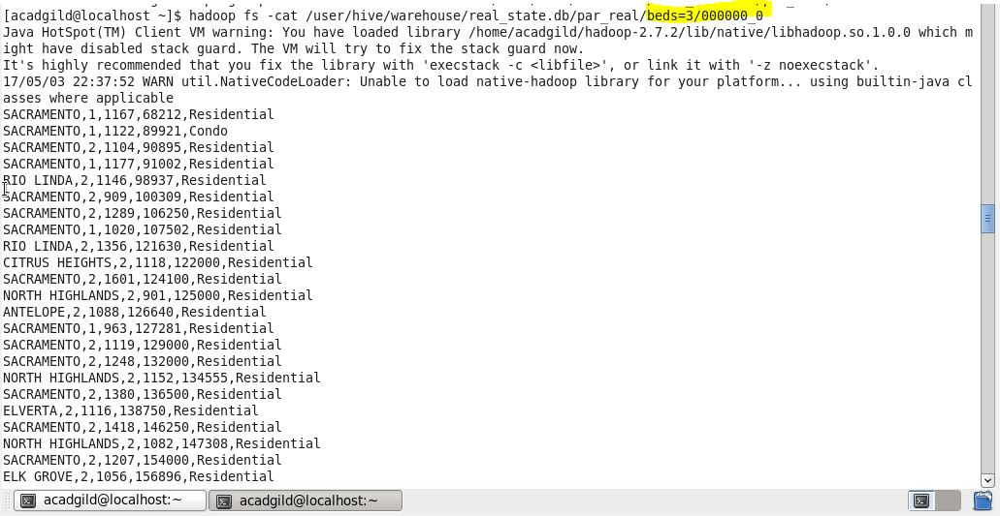 [acadgild@localhost ~]$ hadoop fs -cat /user/hive/warehouse/real_state.db/par_real/beds=3/000000_0
Java HotSpot(TM) Client VM warning: You have loaded library /home/acadgild/hadoop-2.7.2/lib/native/libhadoop.so.1.0.0 which m
ight have disabled stack guard. The VM will try to fix the stack guard now.
It's highly recommended that you fix the library with 'execstack -c <libfile>', or link it with '-z noexecstack'.
17/05/03 22:37:52 WARN util.NativeCodeLoader: Unable to load native-hadoop library for your platform... using builtin-java cl
asses where applicable
SACRAMENTO,1,1167,68212,Residential
SACRAMENTO,1,1122,89921,Condo
SACRAMENTO,2,1104,90895,Residential
SACRAMENTO,1,1177,91002,Residential
RIO LINDA,2,1146,98937,Residential
SACRAMENTO,2,909,100309,Residential
SACRAMENTO,2,1289,106250,Residential
SACRAMENTO,1,1020,107502,Residential
RIO LINDA,2,1356,121630,Residential
CITRUS HEIGHTS,2,1118,122000,Residential
SACRAMENTO,2,1601,124100,Residential
NORTH HIGHLANDS,2,901,125000,Residential
ANTELOPE,2,1088,126640,Residential
SACRAMENTO,1,963,127281,Residential
SACRAMENTO,2,1119,129000,Residential
SACRAMENTO,2,1248,132000,Residential
NORTH HIGHLANDS,2,1152,134555,Residential
SACRAMENTO,2,1380,136500,Residential
ELVERTA,2,1116,138750,Residential
SACRAMENTO,2,1418,146250,Residential
NORTH HIGHLANDS,2,1082,147308,Residential
SACRAMENTO,2,1207,154000,Residential
ELK GROVE,2,1056,156896,Residential
acadgild@localhost:~ acadgild@localhost:~